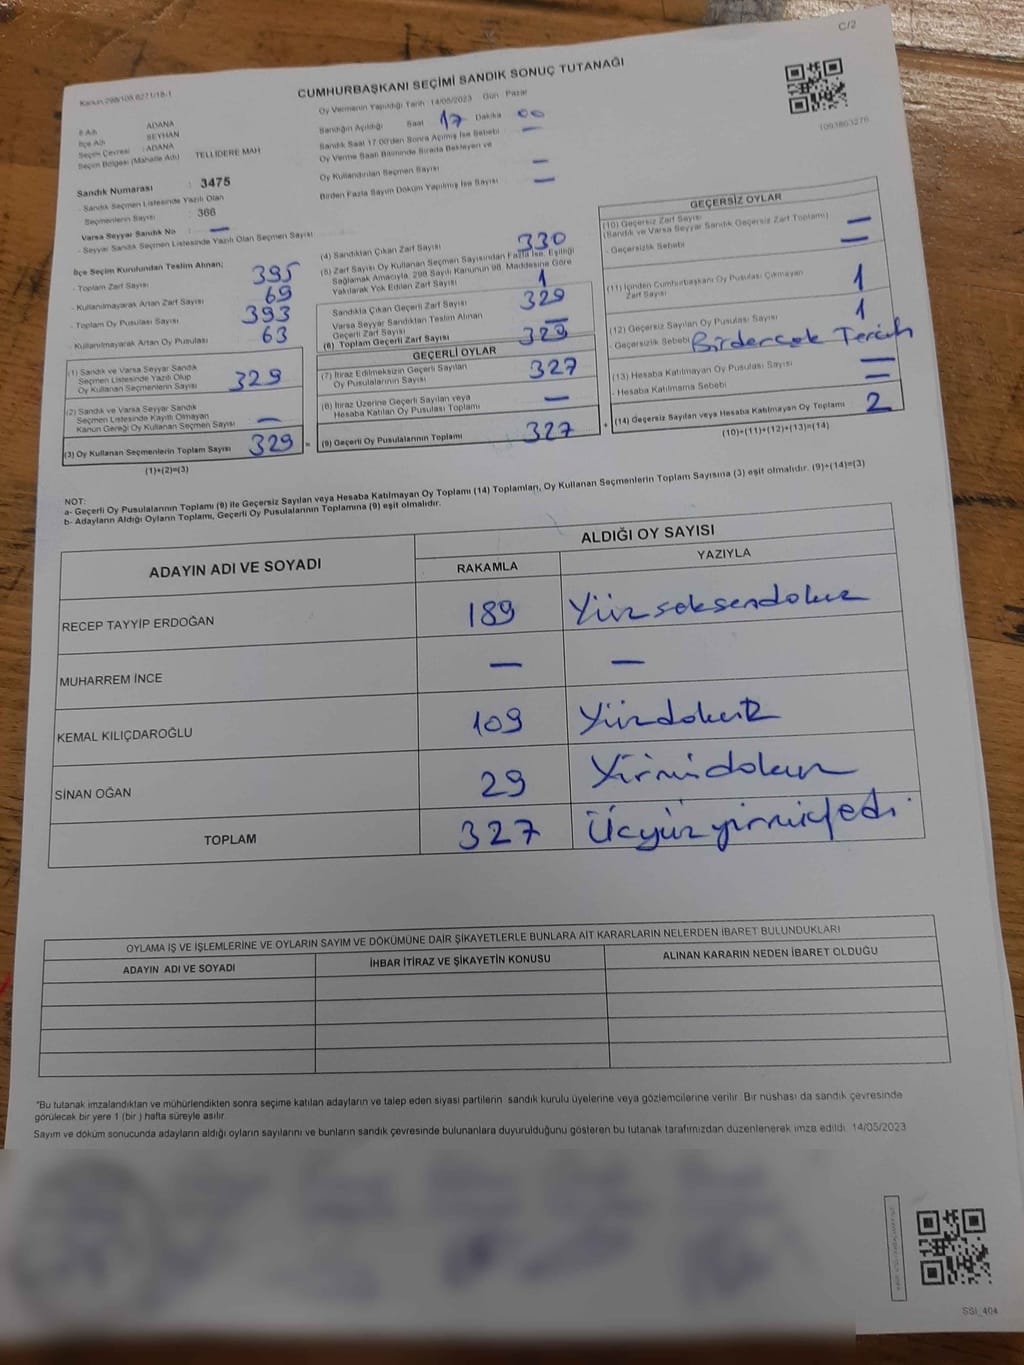 C/2
Kanun:298/105,6271/18-1
CUMHURBAŞKANI SEÇİMİ SANDIK SONUÇ TUTANAĞI
1093803276
İl Adı : ADANA
İlçe Adı : SEYHAN
Seçim Çevresi : ADANA
Seçim Bölgesi (Mahalle Adı) : TELLİDERE MAH
Sandık Numarası : 3475
- Sandık Seçmen Listesinde Yazılı Olan
Seçmenlerin Sayısı : 366
Varsa Seyyar Sandık No : —
- Seyyar Sandık Seçmen Listesinde Yazılı Olan Seçmen Sayısı
Oy Vermenin Yapıldığı Tarih :14/05/2023 Gün : Pazar
Sandığın Açıldığı Saat 17 Dakika 00
Sandık Saat 17.00'den Sonra Açılmış İse Sebebi —
Oy Verme Saati Bitiminde Sırada Bekleyen ve
Oy Kullandırılan Seçmen Sayısı —
Birden Fazla Sayım Döküm Yapılmış İse Sayısı —
İlçe Seçim Kurulundan Teslim Alınan;
- Toplam Zarf Sayısı 395
- Kullanılmayarak Artan Zarf Sayısı 69
- Toplam Oy Pusulası Sayısı 393
- Kullanılmayarak Artan Oy Pusulası 63
(1) Sandık ve Varsa Seyyar Sandık
Seçmen Listesinde Yazılı Olup
Oy Kullanan Seçmenlerin Sayısı 329
(2) Sandık ve Varsa Seyyar Sandık
Seçmen Listesinde Kayıtlı Olmayan
Kanun Gereği Oy Kullanan Seçmen Sayısı —
(3) Oy Kullanan Seçmenlerin Toplam Sayısı 329 =
(1)+(2)=(3)
(4) Sandıktan Çıkan Zarf Sayısı 330
(5) Zarf Sayısı Oy Kullanan Seçmen Sayısından Fazla İse, Eşitliği
Sağlamak Amacıyla, 298 Sayılı Kanunun 98. Maddesine Göre
Yakılarak Yok Edilen Zarf Sayısı 1
Sandıkla Çıkan Geçerli Zarf Sayısı 329
Varsa Seyyar Sandıktan Teslim Alınan
Geçerli Zarf Sayısı —
(6) Toplam Geçerli Zarf Sayısı 329
GEÇERLİ OYLAR
(7) İtiraz Edilmeksizin Geçerli Sayılan
Oy Pusulalarının Sayısı 327
(8) İtiraz Üzerine Geçerli Sayılan veya
Hesaba Katılan Oy Pusulası Toplamı —
(9) Geçerli Oy Pusulalarının Toplamı 327 +
GEÇERSİZ OYLAR
(10) Geçersiz Zarf Sayısı
(Sandık ve Varsa Seyyar Sandık Geçersiz Zarf Toplamı) —
- Geçersizlik Sebebi —
(11) İçinden Cumhurbaşkanı Oy Pusulası Çıkmayan
Zarf Sayısı 1
(12) Geçersiz Sayılan Oy Pusulası Sayısı 1
- Geçersizlik Sebebi Birdençok Tercih
(13) Hesaba Katılmayan Oy Pusulası Sayısı —
- Hesaba Katılmama Sebebi —
(14) Geçersiz Sayılan veya Hesaba Katılmayan Oy Toplamı 2
(10)+(11)+(12)+(13)=(14)
NOT:
a- Geçerli Oy Pusulalarının Toplamı (9) ile Geçersiz Sayılan veya Hesaba Katılmayan Oy Toplamı (14) Toplamları, Oy Kullanan Seçmenlerin Toplam Sayısına (3) eşit olmalıdır. (9)+(14)=(3)
b- Adayların Aldığı Oyların Toplamı, Geçerli Oy Pusulalarının Toplamına (9) eşit olmalıdır.
ADAYIN ADI VE SOYADI
ALDIĞI OY SAYISI
RAKAMLA YAZIYLA
RECEP TAYYİP ERDOĞAN 189 Yüzseksendokuz
MUHARREM İNCE — —
KEMAL KILIÇDAROĞLU 109 Yüzdokuz
SİNAN OĞAN 29 Yirmidokuz
TOPLAM 327 Üçyüzyirmiyedi
OYLAMA İŞ VE İŞLEMLERİNE VE OYLARIN SAYIM VE DÖKÜMÜNE DAİR ŞİKAYETLERLE BUNLARA AİT KARARLARIN NELERDEN İBARET BULUNDUKLARI
ADAYIN ADI VE SOYADI İHBAR İTİRAZ VE ŞİKAYETİN KONUSU ALINAN KARARIN NEDEN İBARET OLDUĞU
"Bu tutanak imzalandıktan ve mühürlendikten sonra seçime katılan adayların ve talep eden siyasi partilerin sandık kurulu üyelerine veya gözlemcilerine verilir. Bir nüshası da sandık çevresinde
görülecek bir yere 1 (bir ) hafta süreyle asılır.
Sayım ve döküm sonucunda adayların aldığı oyların sayılarını ve bunların sandık çevresinde bulunanlara duyurulduğunu gösteren bu tutanak tarafımızdan düzenlenerek imza edildi. 14/05/2023
SSI_404